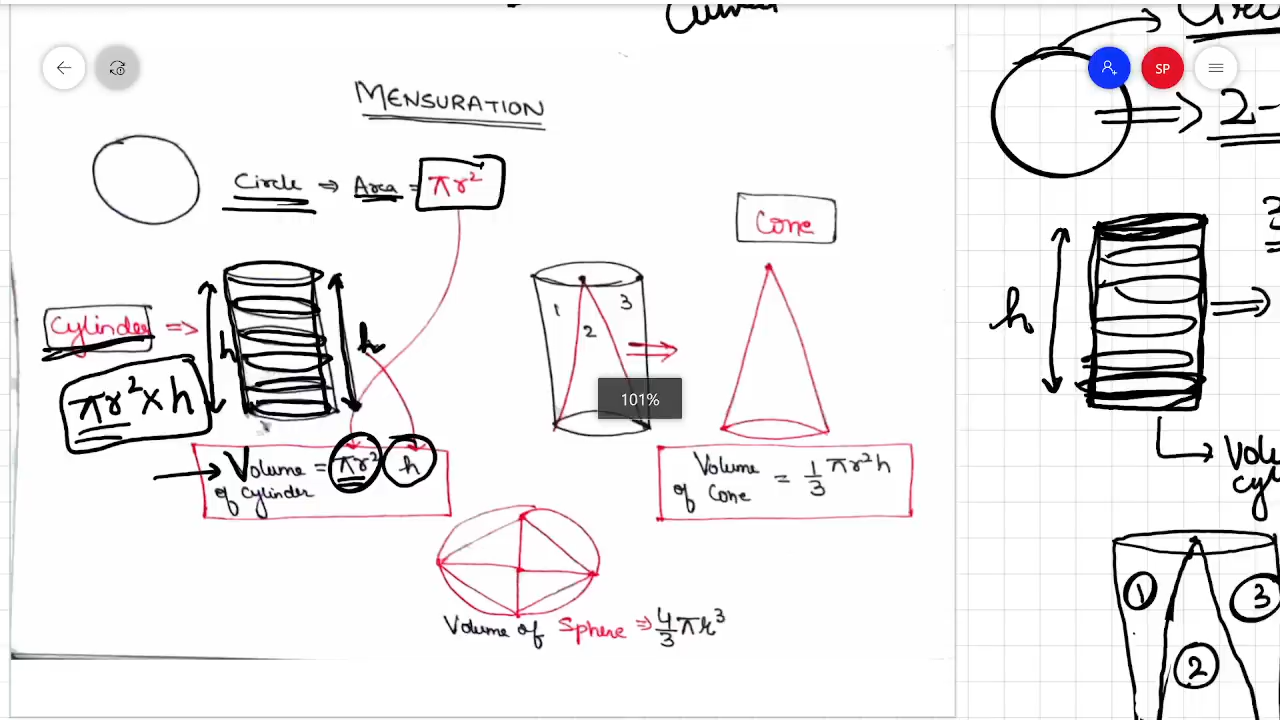 MENSURATION
Circle ⇒ Area = πr²
Cone
Cylinder ⇒
h
h
1
2
3
πr² × h
101%
Volume of cylinder = πr² h
Volume of Cone = 1/3 πr²h
Volume of Sphere ⇒ 4/3 πr³
SP
h
1
2
3